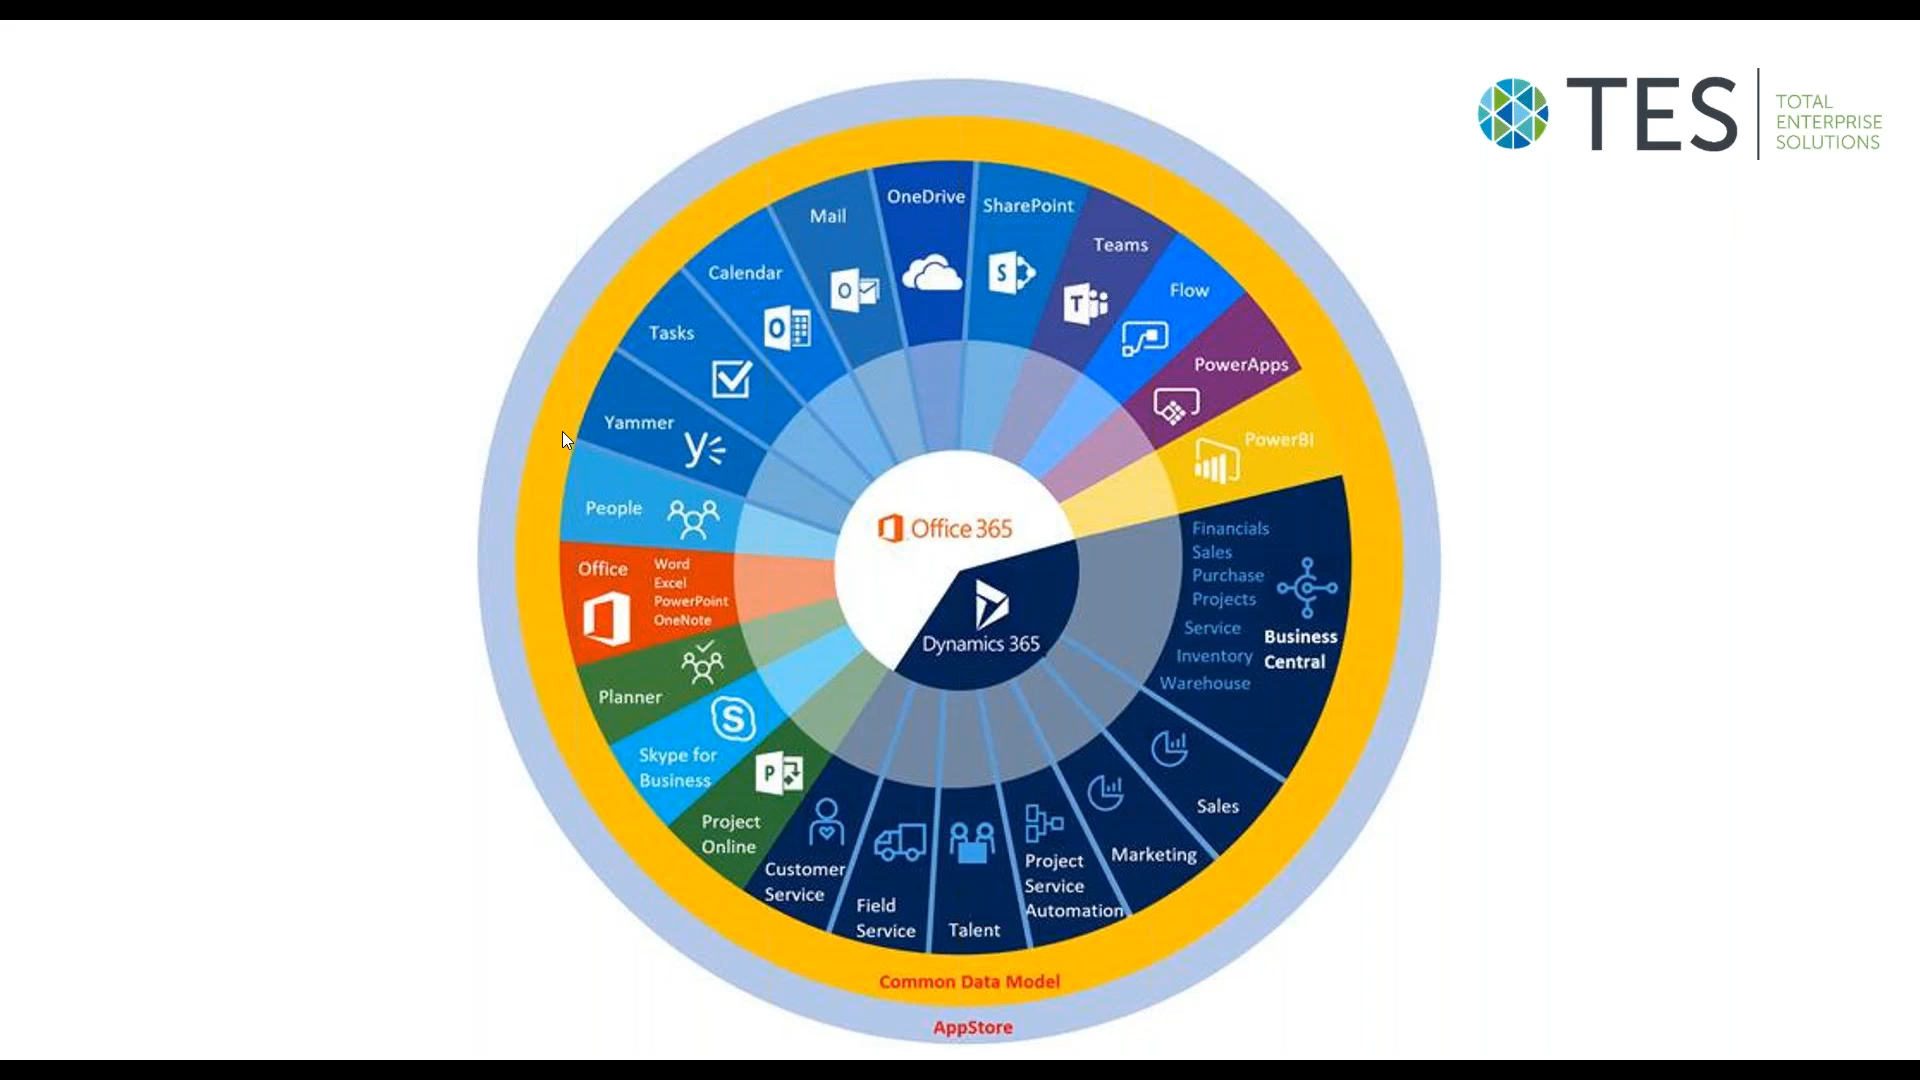 TES
TOTAL
ENTERPRISE
SOLUTIONS
OneDrive
SharePoint
Mail
Teams
Calendar
Flow
Tasks
PowerApps
Yammer
PowerBI
People
Office 365
Financials
Sales
Purchase
Projects
Service
Inventory
Warehouse
Business
Central
Office
Word
Excel
PowerPoint
OneNote
Dynamics 365
Planner
Skype for
Business
Project
Online
Customer
Service
Field
Service
Talent
Project
Service
Automation
Marketing
Sales
Common Data Model
AppStore